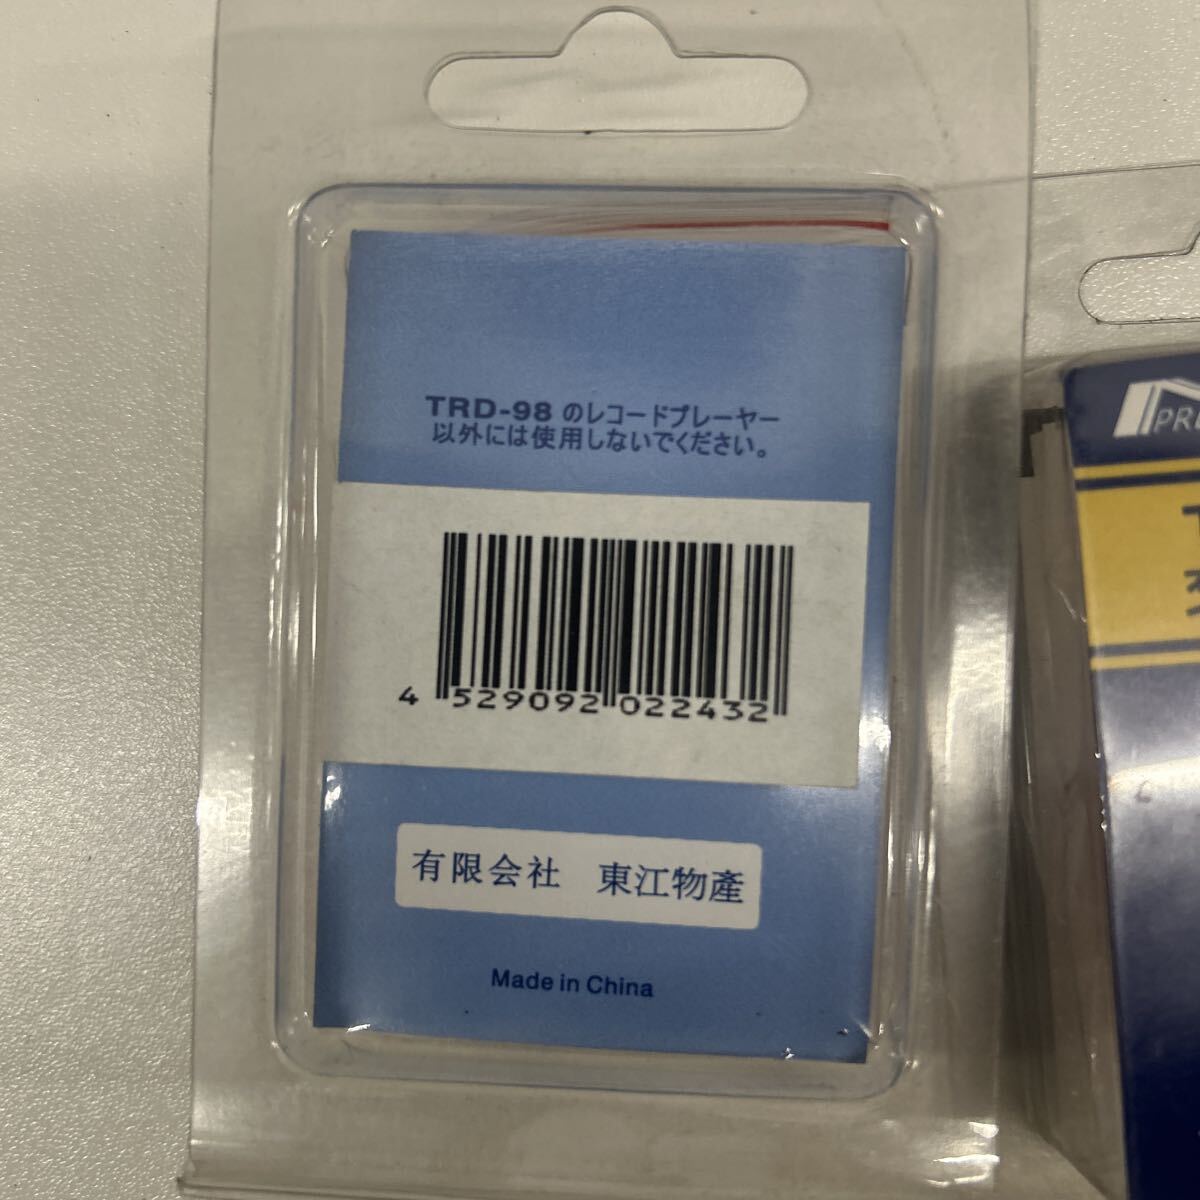 TRD-98 のレコードプレーヤー
以外には使用しないでください。
4 529092 022432
有限会社 東江物產
Made in China